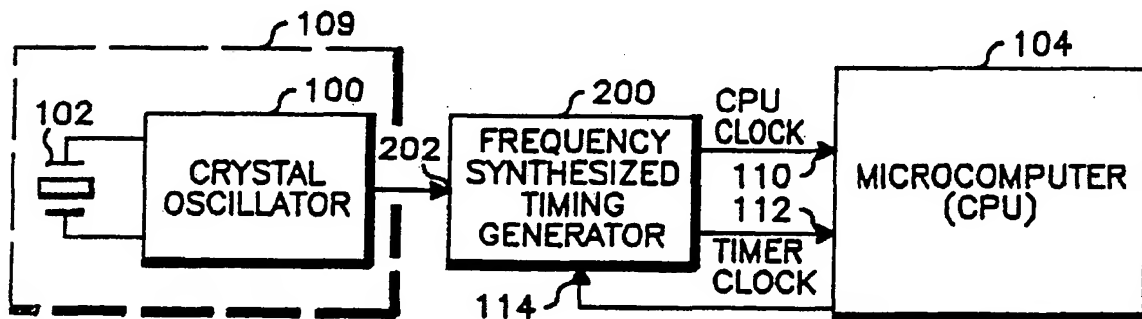 109
104
102
100
200
CPU
CLOCK
202
CRYSTAL
OSCILLATOR
FREQUENCY
SYNTHESIZED
TIMING
GENERATOR
110
112
MICROCOMPUTER
(CPU)
TIMER
CLOCK
114